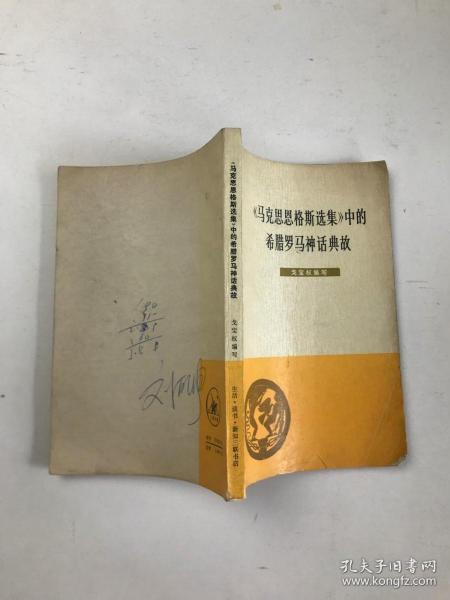 《马克思恩格斯选集》中的
希腊罗马神话典故
戈宝权编写
《马克思恩格斯选集》中的希腊罗马神话典故
戈宝权编写
生活·读书·新知三联书店
孔夫子旧书网
www.kongfz.com